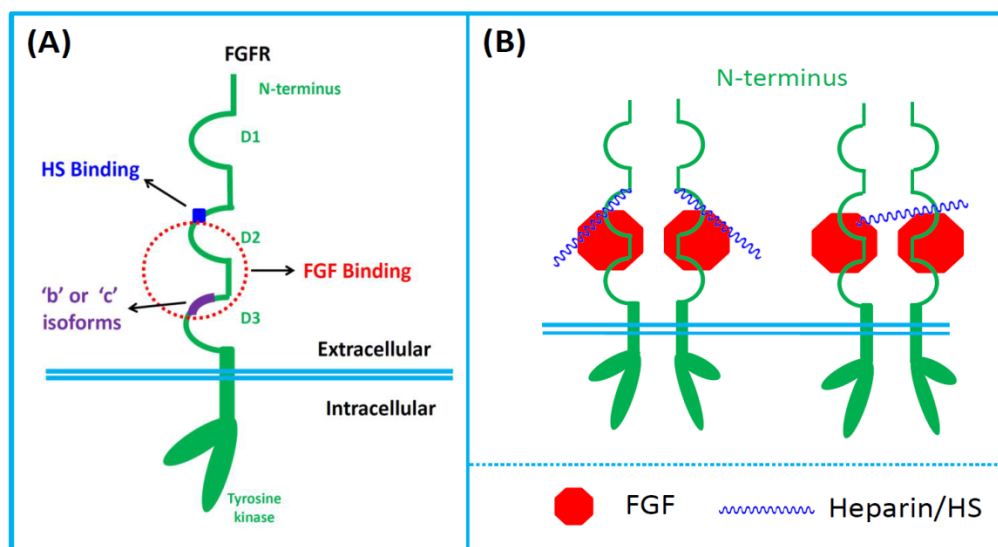 (A)
FGFR
N-terminus
D1
HS Binding
D2
FGF Binding
‘b’ or ‘c’
isoforms
D3
Extracellular
Intracellular
Tyrosine
kinase
(B)
N-terminus
FGF
Heparin/HS